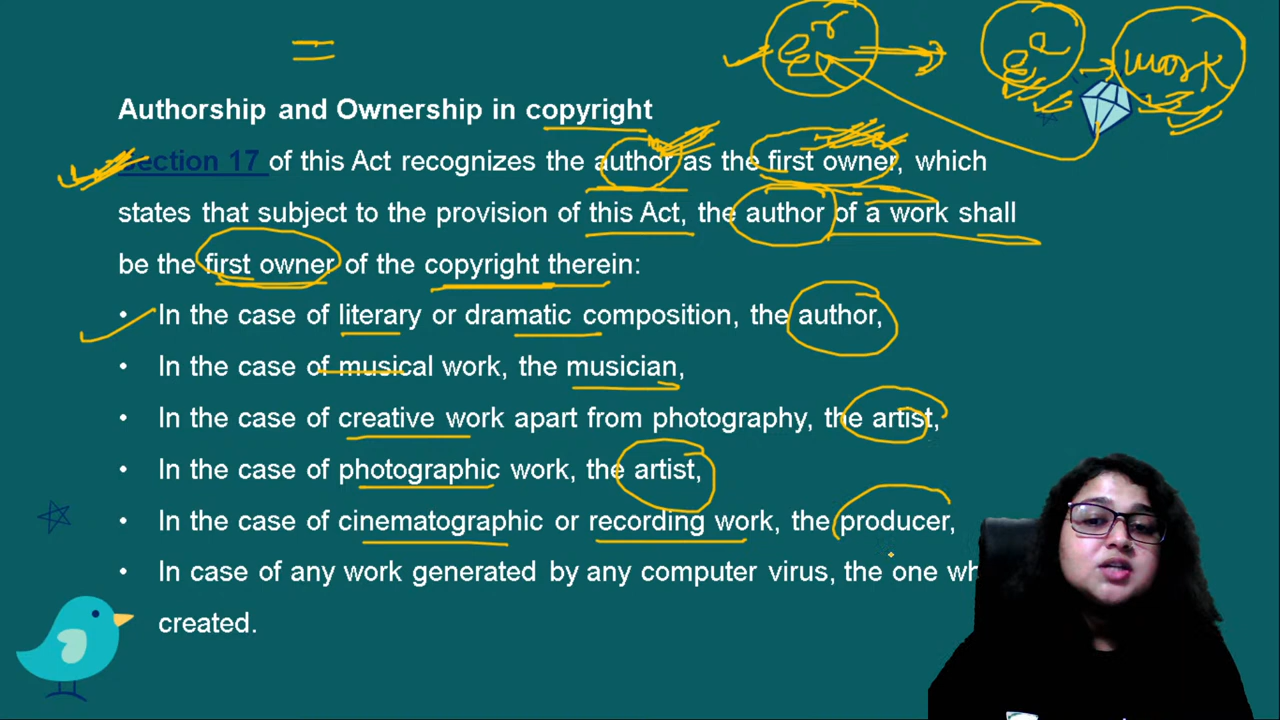 er ea work
Authorship and Ownership in copyright
Section 17 of this Act recognizes the author as the first owner, which
states that subject to the provision of this Act, the author of a work shall
be the first owner of the copyright therein:
• In the case of literary or dramatic composition, the author,
• In the case of musical work, the musician,
• In the case of creative work apart from photography, the artist,
• In the case of photographic work, the artist,
• In the case of cinematographic or recording work, the producer,
• In case of any work generated by any computer virus, the one wh
created.